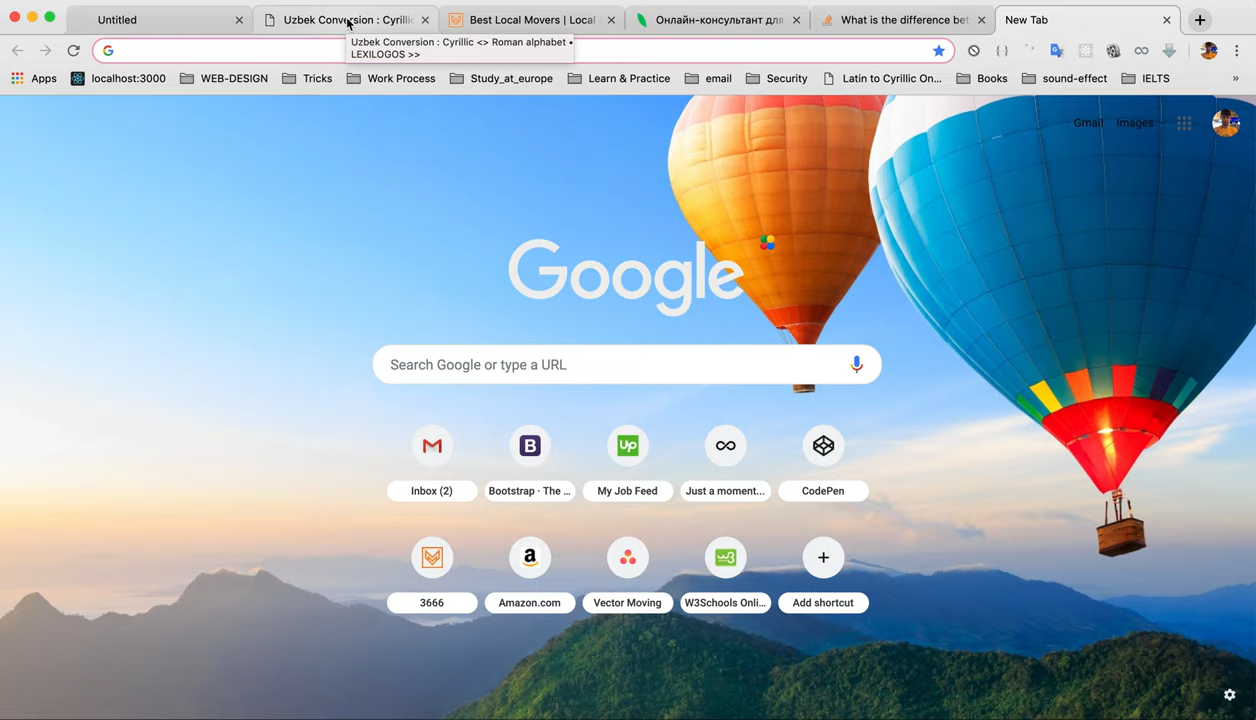 Untitled
Uzbek Conversion : Cyrillic
Best Local Movers | Local
Онлайн-консультант для
What is the difference bet
New Tab
Uzbek Conversion : Cyrillic <> Roman alphabet •
LEXILOGOS >>
Apps
localhost:3000
WEB-DESIGN
Tricks
Work Process
Study_at_europe
Learn & Practice
email
Security
Latin to Cyrillic On...
Books
sound-effect
IELTS
»
Gmail
Images
Google
Search Google or type a URL
Inbox (2)
Bootstrap · The ...
My Job Feed
Just a moment...
CodePen
3666
Amazon.com
Vector Moving
W3Schools Onli...
Add shortcut